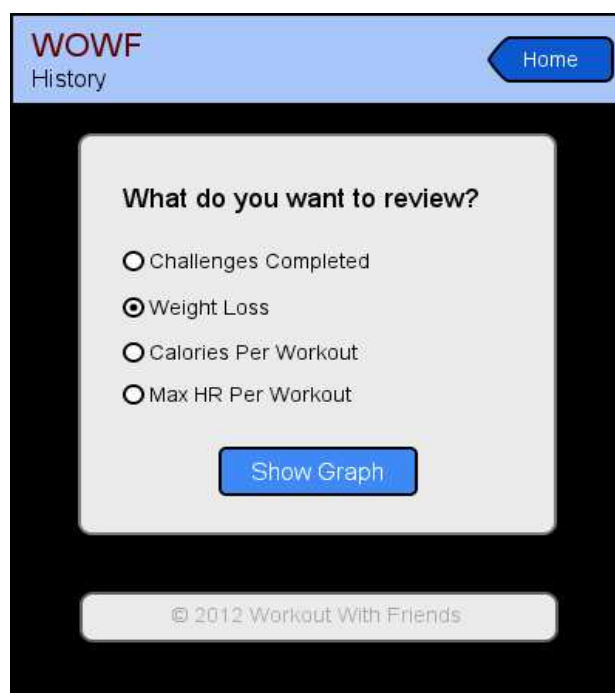 WOWF
History
Home
What do you want to review?
Challenges Completed
Weight Loss
Calories Per Workout
Max HR Per Workout
Show Graph
© 2012 Workout With Friends